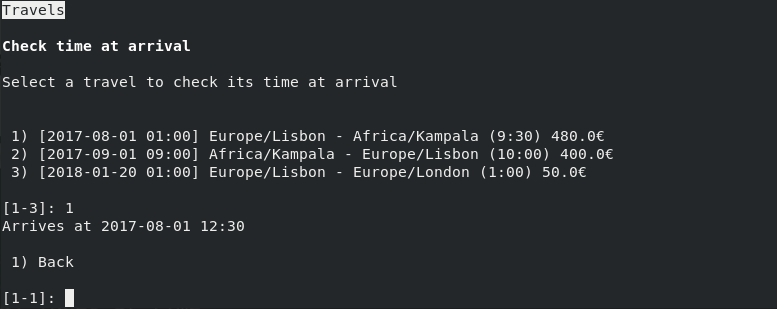 Travels
Check time at arrival
Select a travel to check its time at arrival
1) [2017-08-01 01:00] Europe/Lisbon - Africa/Kampala (9:30) 480.0€
2) [2017-09-01 09:00] Africa/Kampala - Europe/Lisbon (10:00) 400.0€
3) [2018-01-20 01:00] Europe/Lisbon - Europe/London (1:00) 50.0€
[1-3]: 1
Arrives at 2017-08-01 12:30
1) Back
[1-1]: